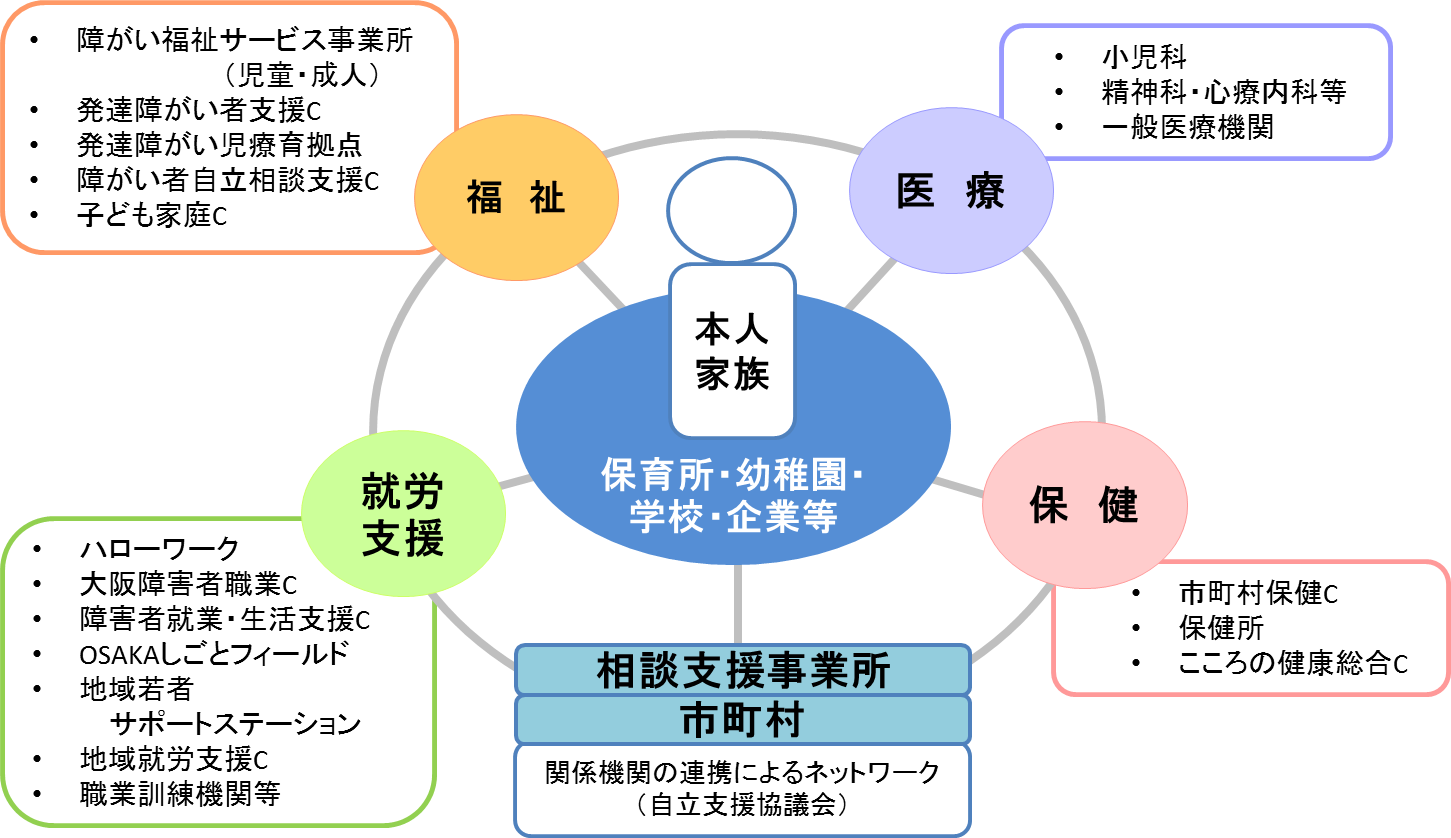 • 障がい福祉サービス事業所
（児童・成人）
• 発達障がい者支援C
• 発達障がい児療育拠点
• 障がい者自立相談支援C
• 子ども家庭C
福　祉
• 小児科
• 精神科・心療内科等
• 一般医療機関
医　療
本人
家族
保育所・幼稚園・
学校・企業等
就労
支援
• ハローワーク
• 大阪障害者職業C
• 障害者就業・生活支援C
• OSAKAしごとフィールド
• 地域若者
サポートステーション
• 地域就労支援C
• 職業訓練機関等
保　健
• 市町村保健C
• 保健所
• こころの健康総合C
相談支援事業所
市町村
関係機関の連携によるネットワーク
（自立支援協議会）